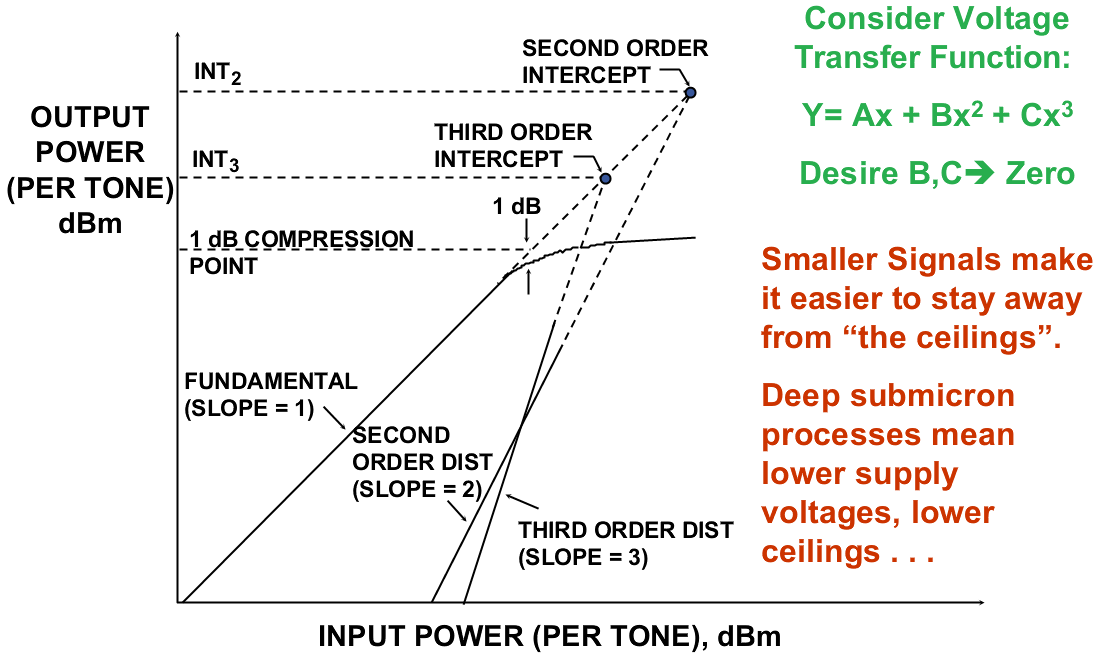 Consider Voltage
Transfer Function:
Y= Ax + Bx² + Cx³
Desire B,C➔ Zero
Smaller Signals make
it easier to stay away
from “the ceilings”.
Deep submicron
processes mean
lower supply
voltages, lower
ceilings . . .
OUTPUT
POWER
(PER TONE)
dBm
INT₂
INT₃
1 dB COMPRESSION
POINT
SECOND ORDER
INTERCEPT
THIRD ORDER
INTERCEPT
1 dB
FUNDAMENTAL
(SLOPE = 1)
SECOND
ORDER DIST
(SLOPE = 2)
THIRD ORDER DIST
(SLOPE = 3)
INPUT POWER (PER TONE), dBm